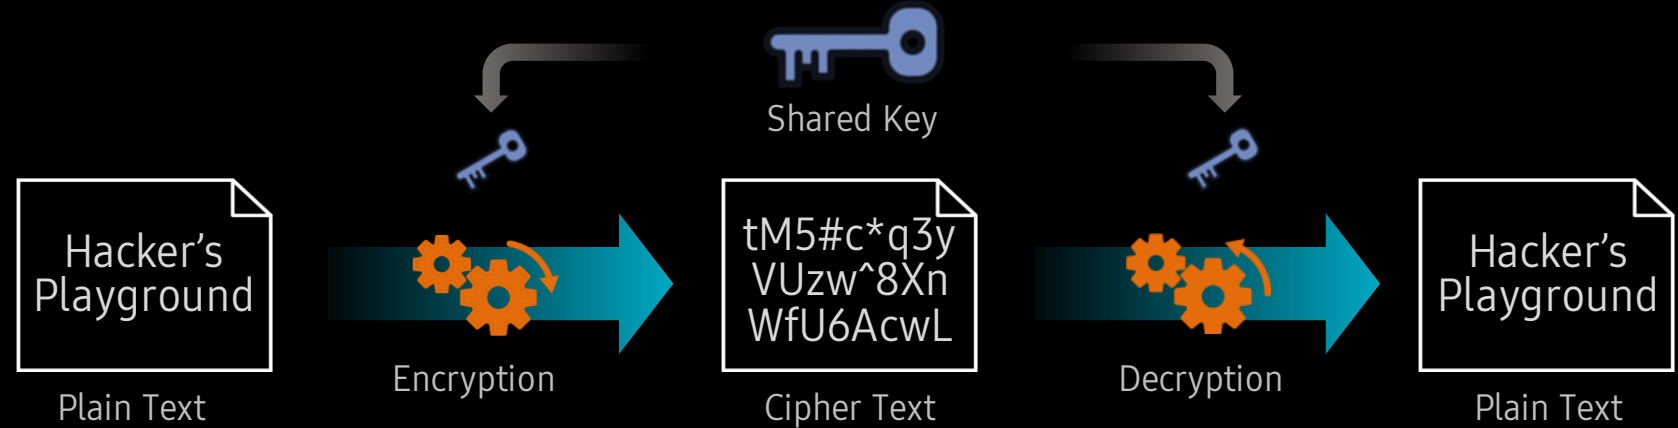 Shared Key
Hacker’s
Playground
Plain Text
Encryption
tM5#c*q3y
VUzw^8Xn
WfU6AcwL
Cipher Text
Decryption
Hacker’s
Playground
Plain Text